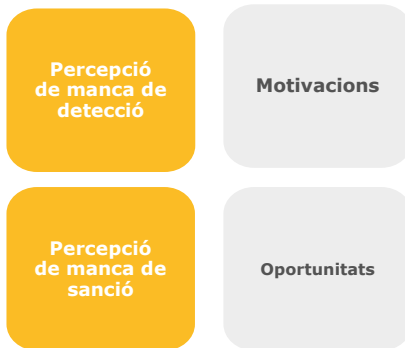 Percepció
de manca de
detecció
Motivacions
Percepció
de manca de
sanció
Oportunitats